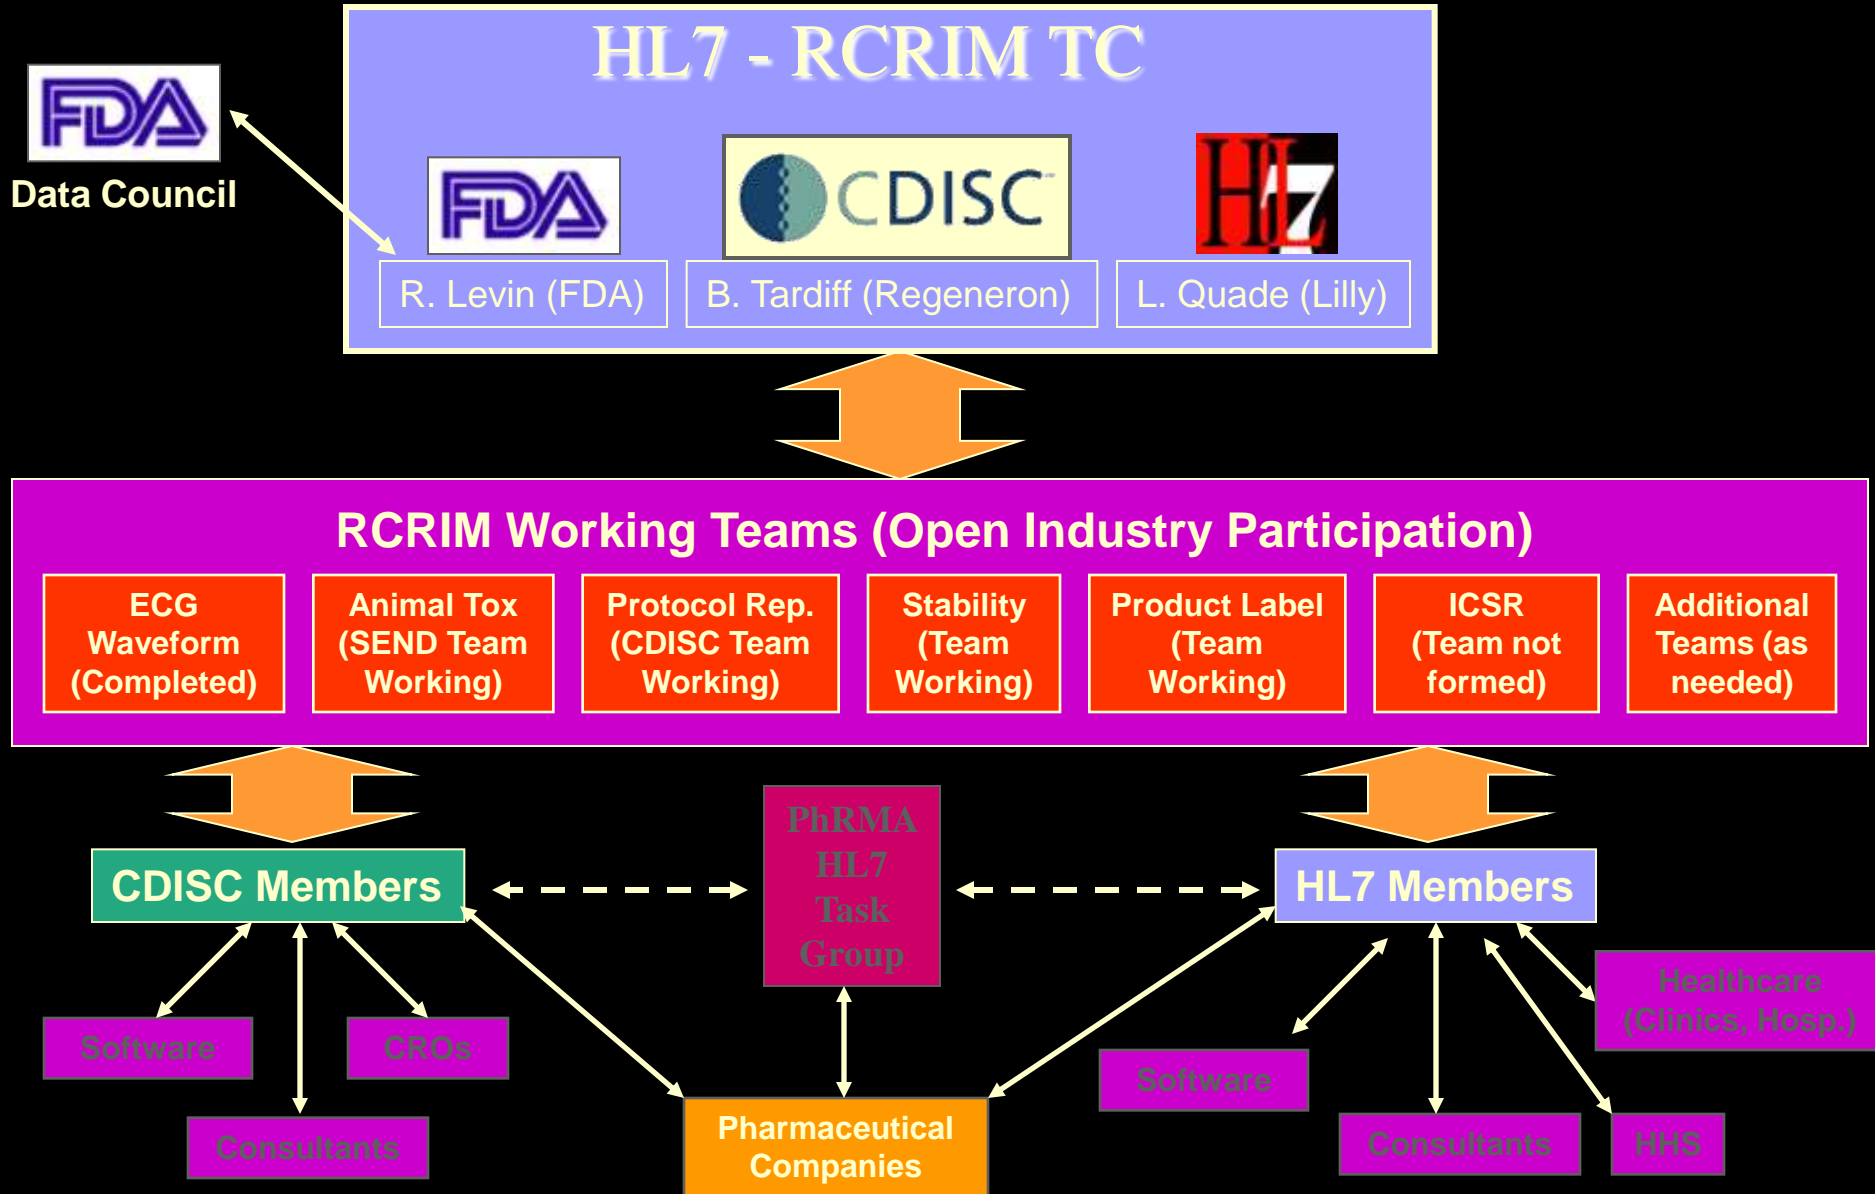 HL7 - RCRIM TC
FDA
Data Council
FDA
CDISC
HL7
R. Levin (FDA)
B. Tardiff (Regeneron)
L. Quade (Lilly)
RCRIM Working Teams (Open Industry Participation)
ECG
Waveform
(Completed)
Animal Tox
(SEND Team
Working)
Protocol Rep.
(CDISC Team
Working)
Stability
(Team
Working)
Product Label
(Team
Working)
ICSR
(Team not
formed)
Additional
Teams (as
needed)
CDISC Members
PhRMA
HL7
Task
Group
HL7 Members
Software
CROs
Consultants
Pharmaceutical
Companies
Software
Consultants
HHS
Healthcare
(Clinics, Hosp.)